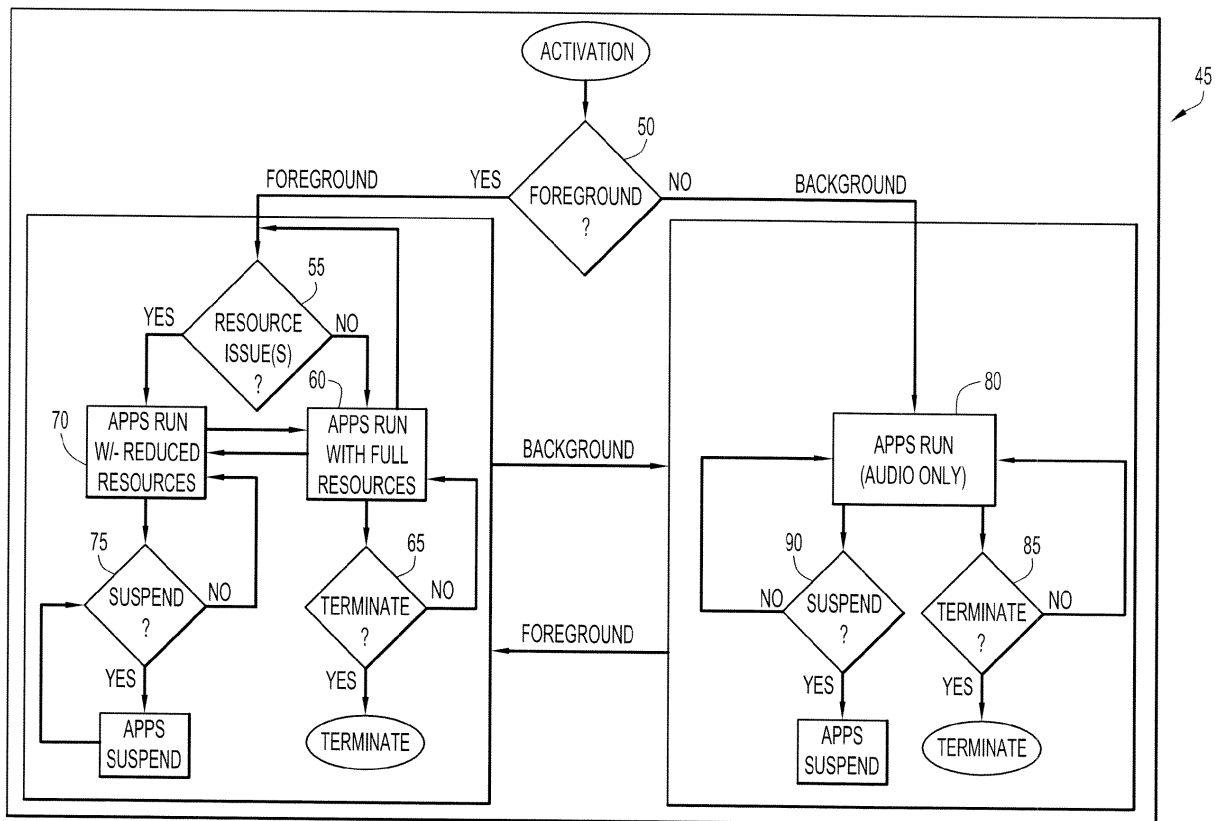 ACTIVATION
45
50
FOREGROUND
YES
FOREGROUND
?
NO
BACKGROUND
55
YES
RESOURCE
ISSUE(S)
?
NO
60
70
APPS RUN
W/- REDUCED
RESOURCES
APPS RUN
WITH FULL
RESOURCES
BACKGROUND
80
APPS RUN
(AUDIO ONLY)
75
SUSPEND
?
NO
YES
APPS
SUSPEND
65
TERMINATE
?
NO
YES
TERMINATE
FOREGROUND
90
NO
SUSPEND
?
YES
APPS
SUSPEND
85
TERMINATE
?
NO
YES
TERMINATE